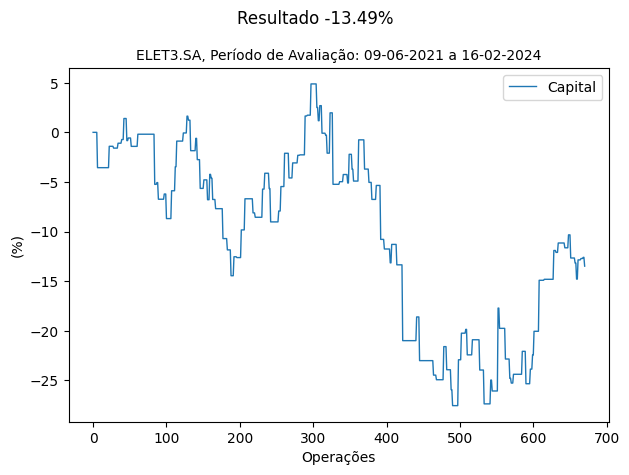 Resultado -13.49%
ELET3.SA, Período de Avaliação: 09-06-2021 a 16-02-2024
Capital
5
0
−5
−10
−15
−20
−25
(%)
0 100 200 300 400 500 600 700
Operações